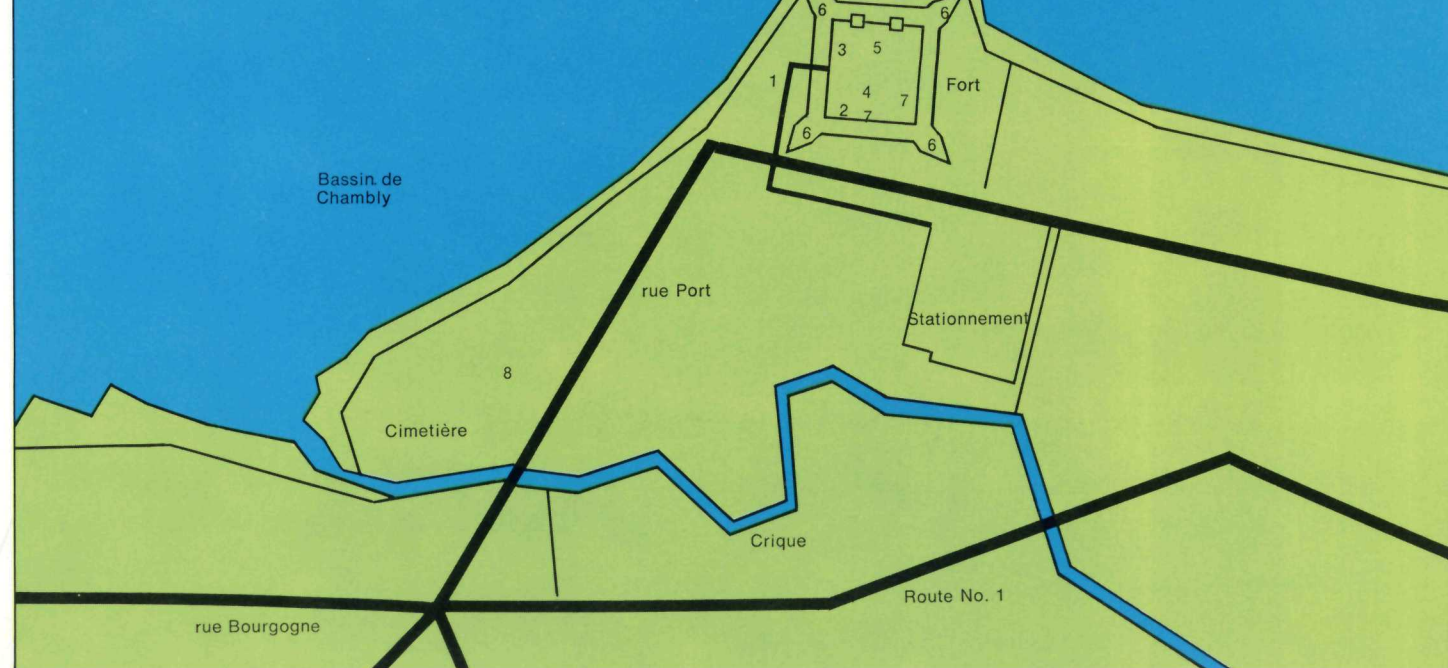 6
6
3
5
1
Fort
4
7
2
7
6
6
Bassin de
Chambly
rue Port
Stationnement
8
Cimetière
Crique
Route No. 1
rue Bourgogne